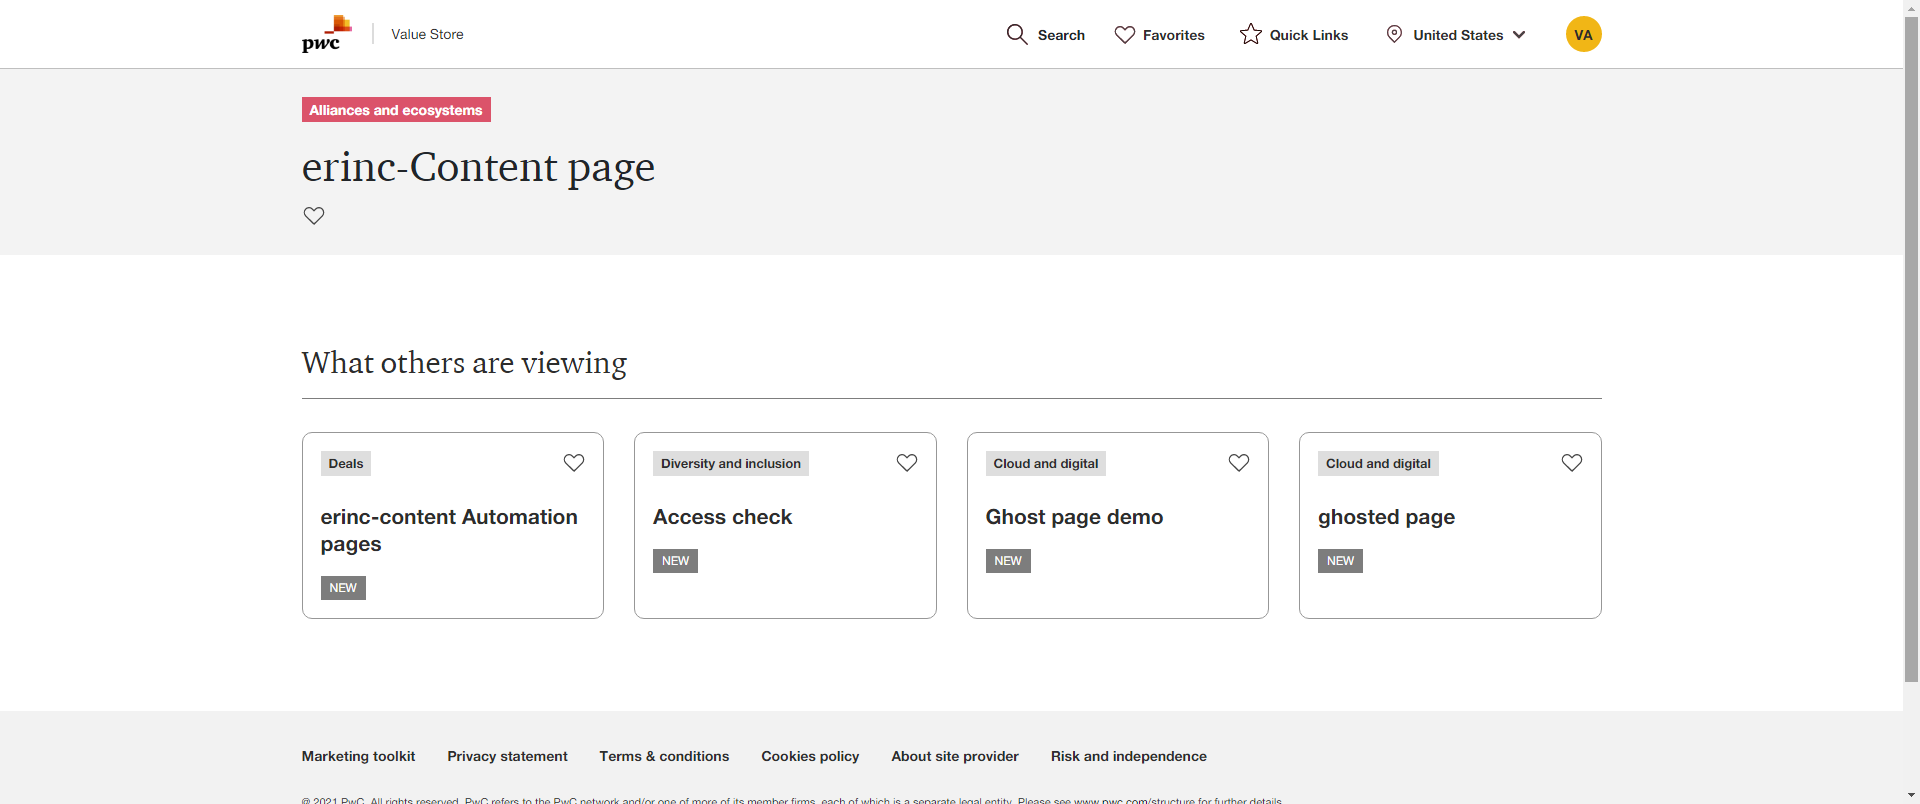 pwc
Value Store
Search
Favorites
Quick Links
United States
VA
Alliances and ecosystems
erinc-Content page
What others are viewing
Deals
erinc-content Automation
pages
NEW
Diversity and inclusion
Access check
NEW
Cloud and digital
Ghost page demo
NEW
Cloud and digital
ghosted page
NEW
Marketing toolkit
Privacy statement
Terms & conditions
Cookies policy
About site provider
Risk and independence
© 2021 PwC. All rights reserved. PwC refers to the PwC network and/or one of more of its member firms, each of which is a separate legal entity. Please see www.pwc.com/structure for further details.